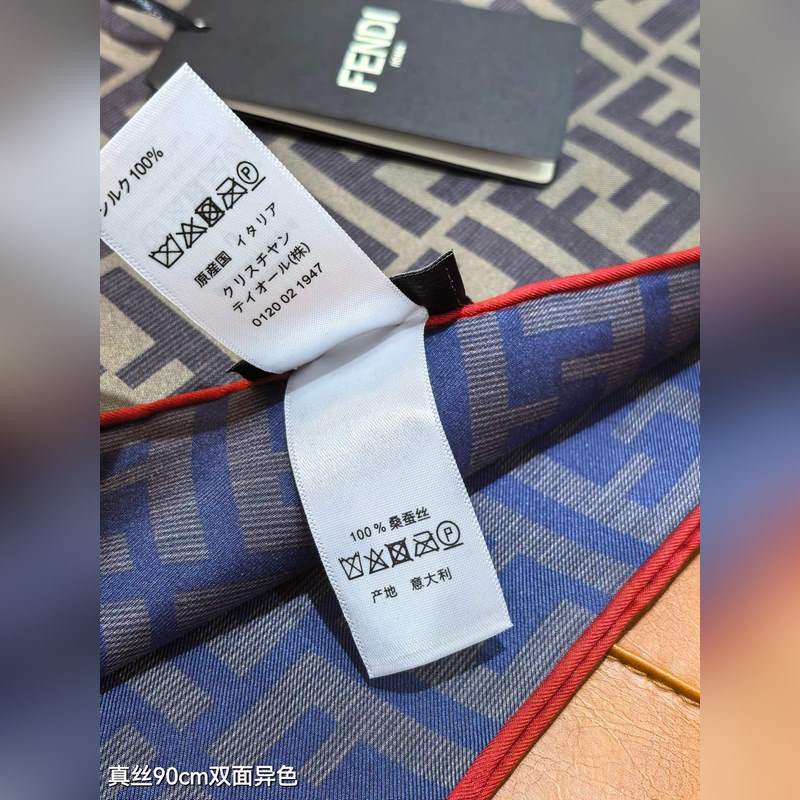 FENDI
シルク 100%
原産国 イタリア
クリスチャン
ディオール(株)
0120 02 1947
100 % 桑蚕丝
产地 意大利
真丝90cm双面异色